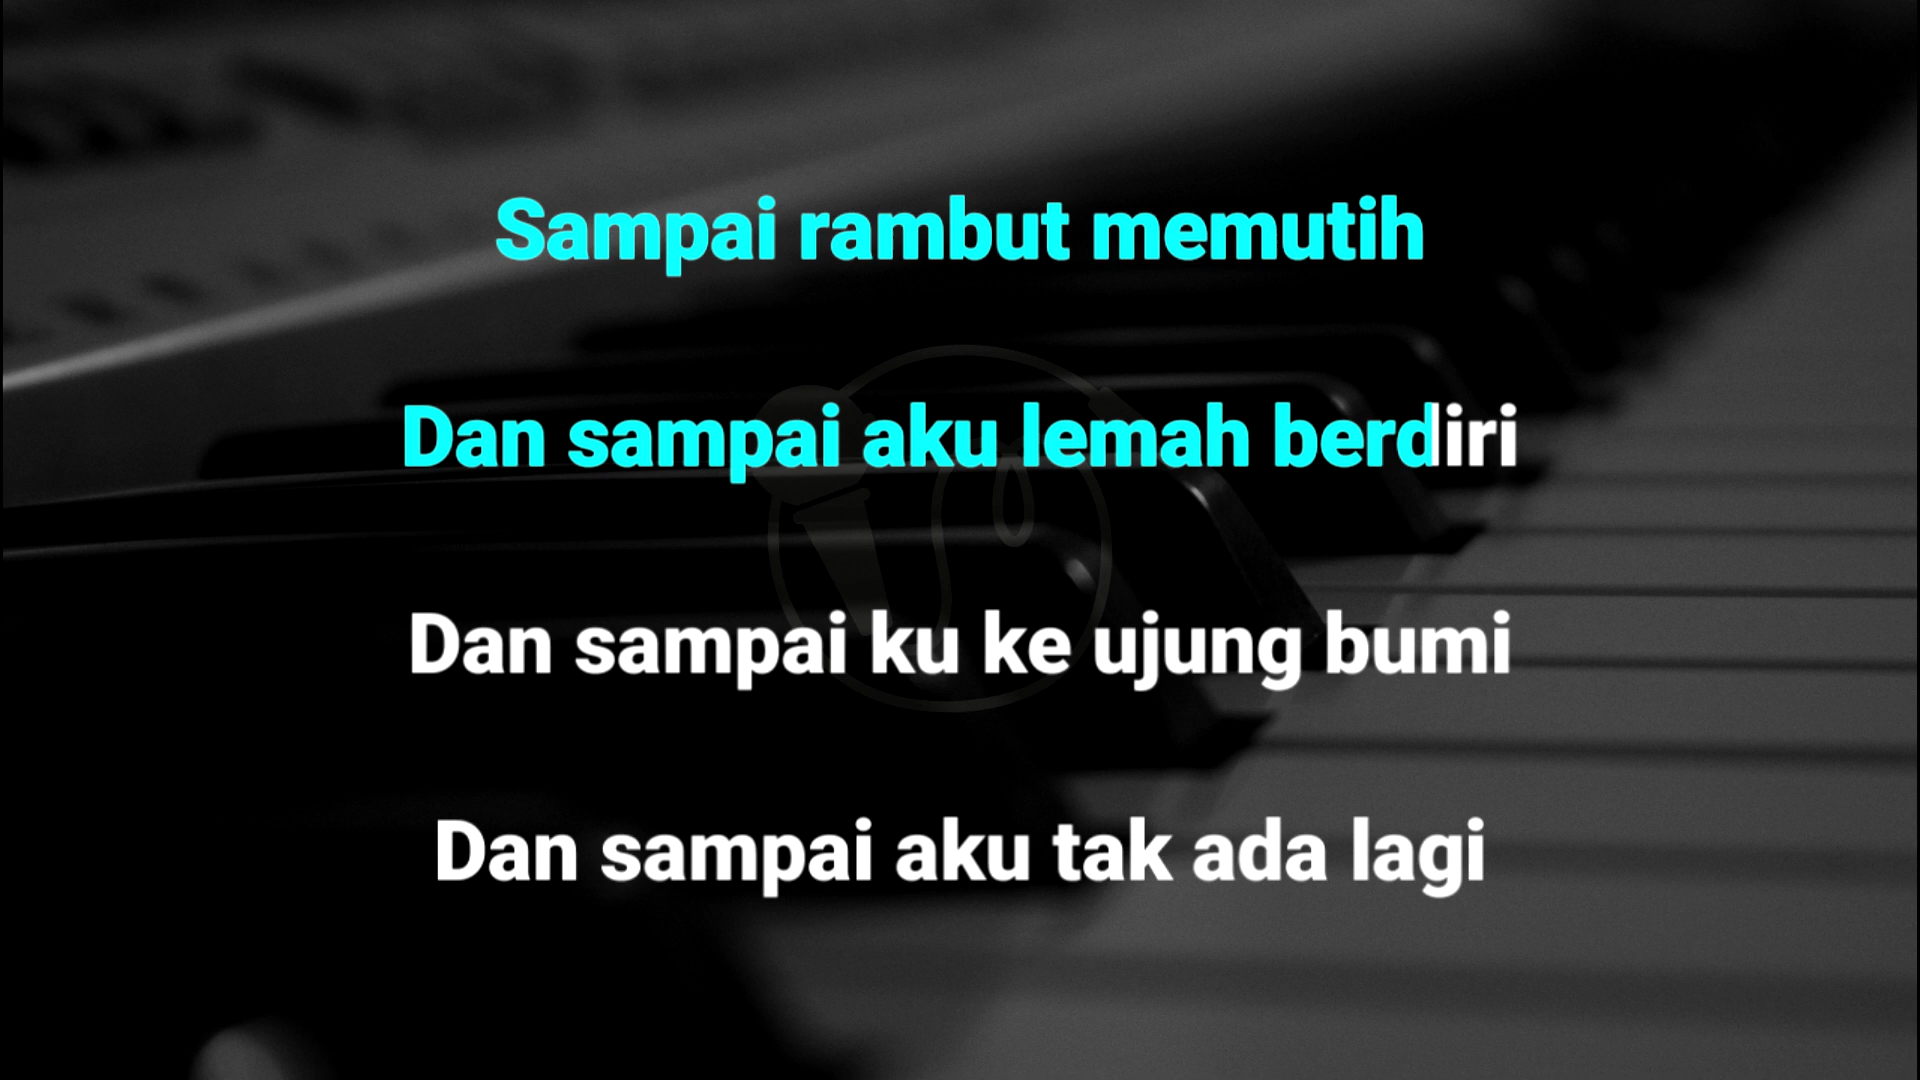 Sampai rambut memutih
Dan sampai aku lemah berdiri
Dan sampai ku ke ujung bumi
Dan sampai aku tak ada lagi